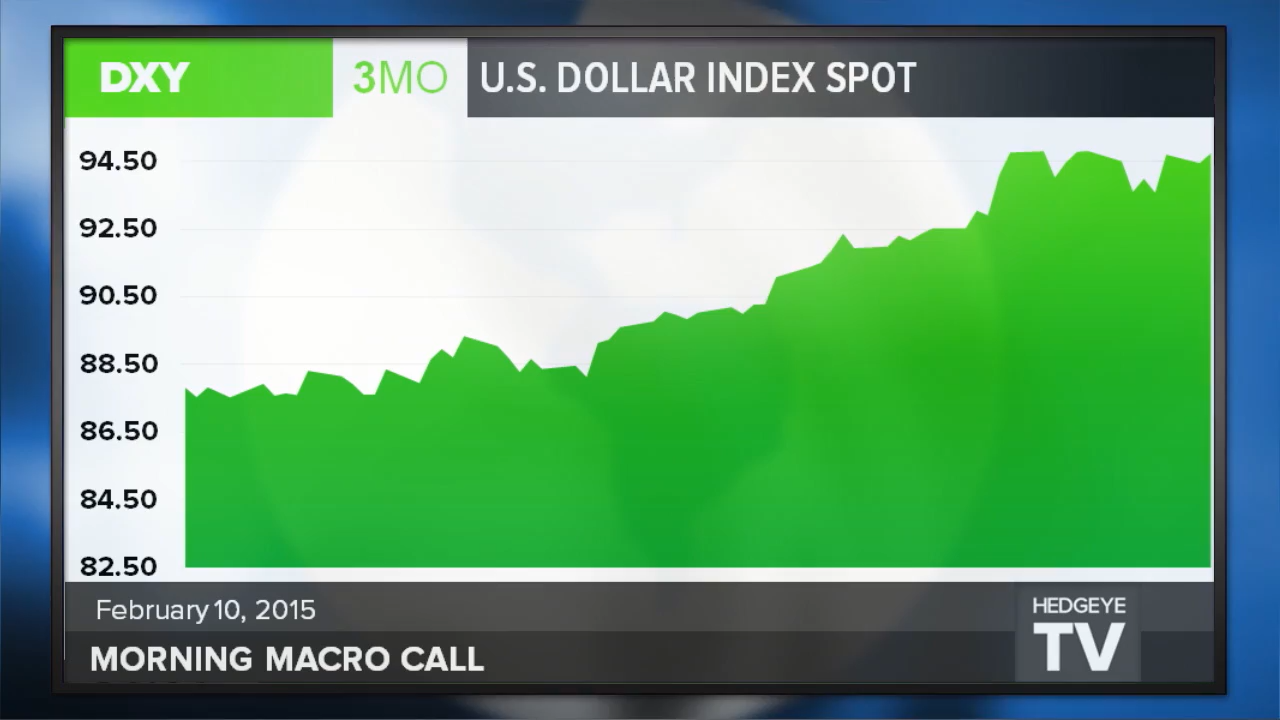 DXY 3MO U.S. DOLLAR INDEX SPOT
94.50
92.50
90.50
88.50
86.50
84.50
82.50
February 10, 2015
MORNING MACRO CALL
HEDGEYE
TV